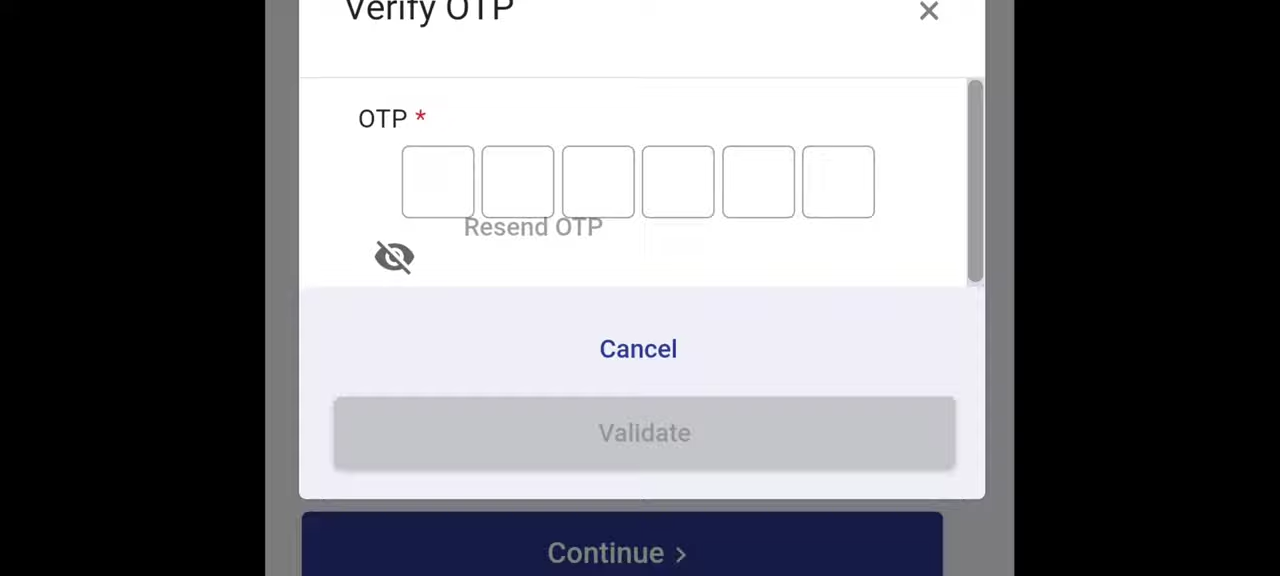 Verify OTP
OTP *
Resend OTP
Cancel
Validate
Continue >